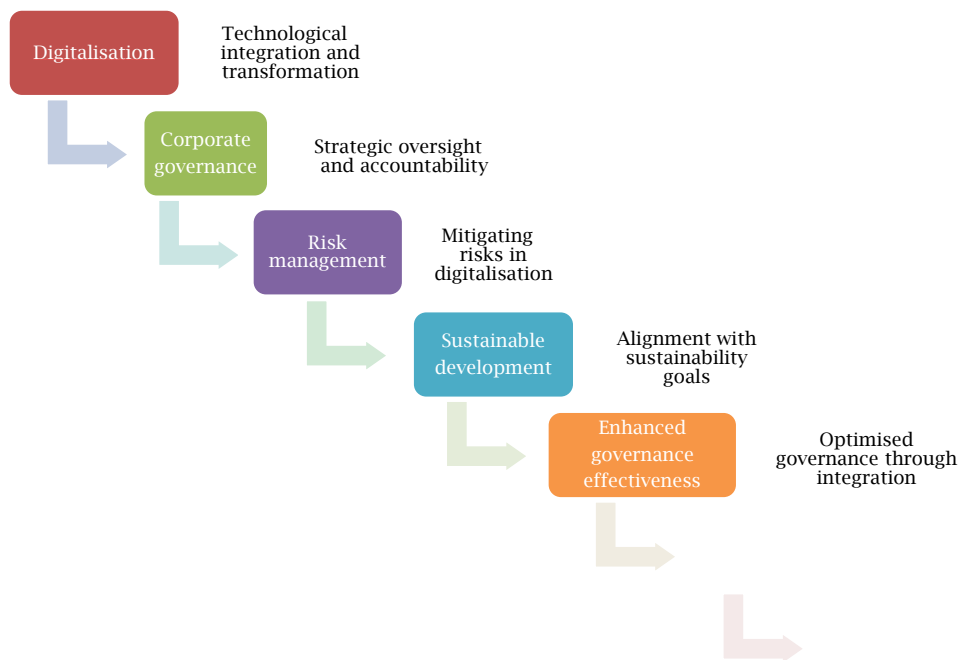 Digitalisation
Technological
integration and
transformation
Corporate
governance
Strategic oversight
and accountability
Risk
management
Mitigating
risks in
digitalisation
Sustainable
development
Alignment with
sustainability
goals
Enhanced
governance
effectiveness
Optimised
governance through
integration